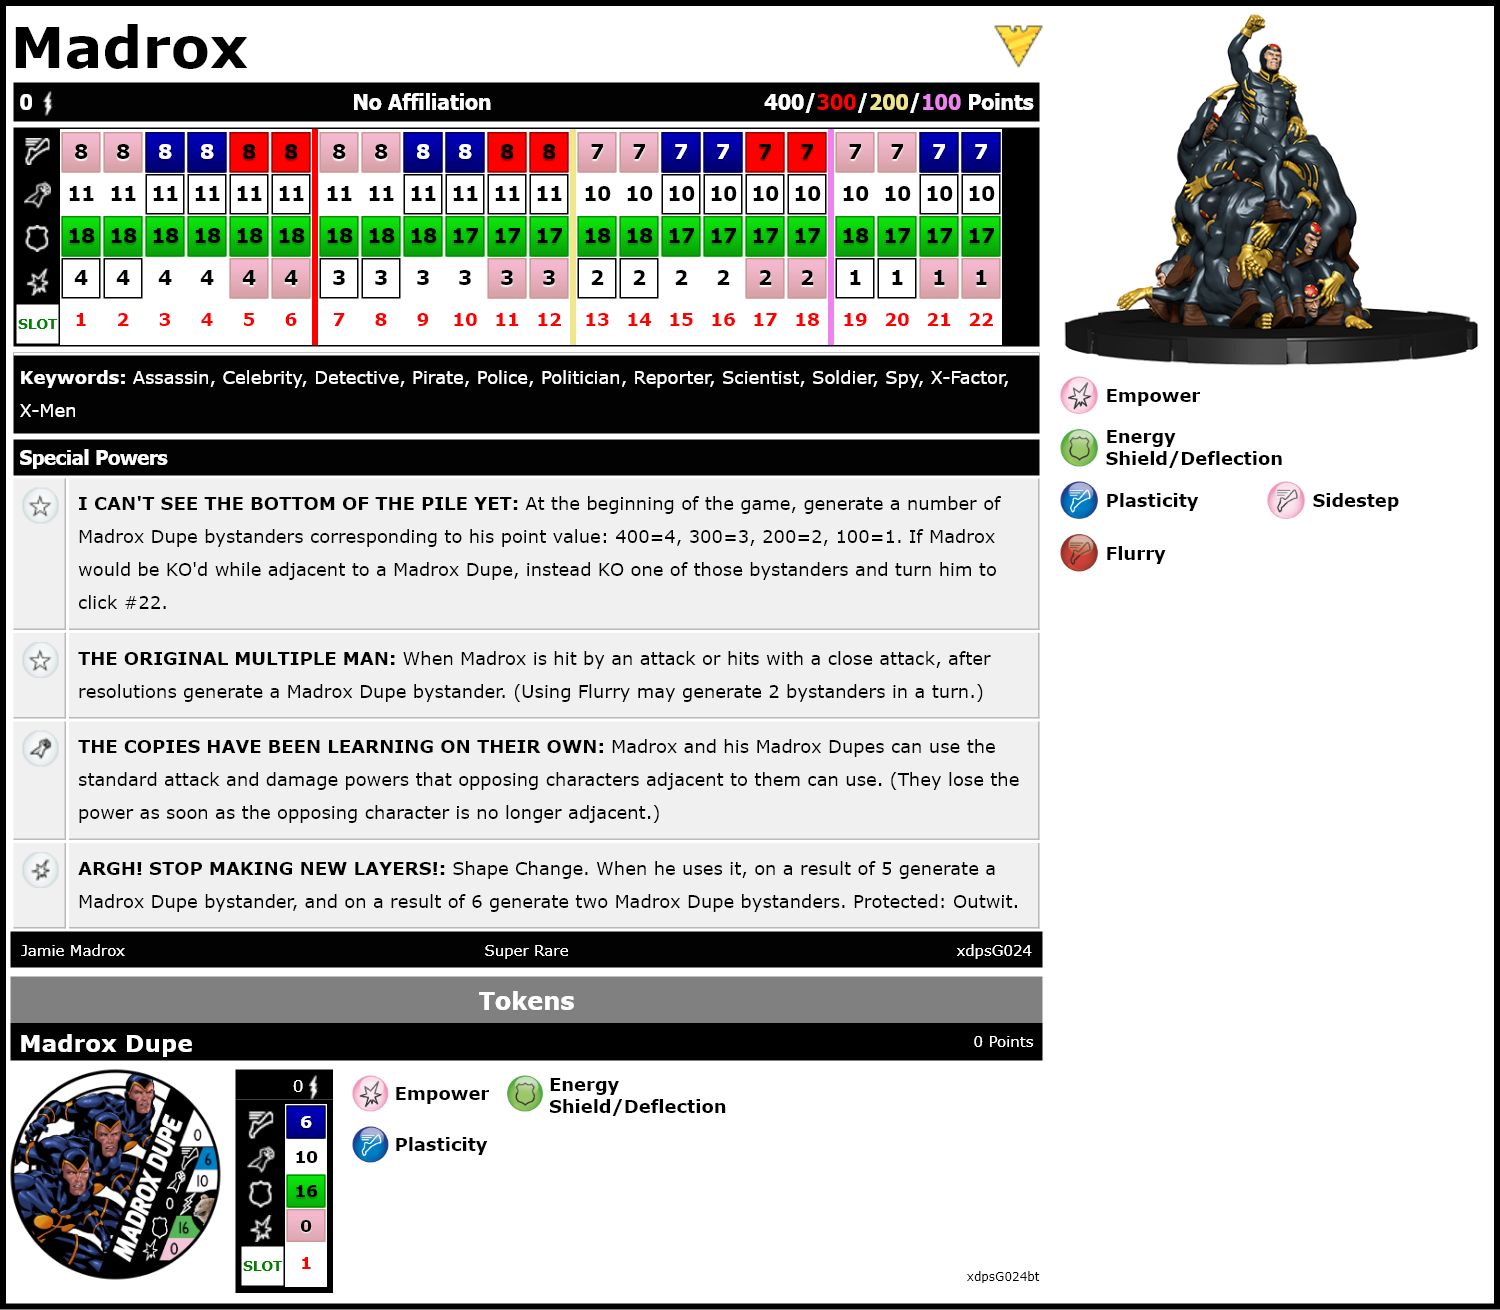 Madrox
0 No Affiliation 400/300/200/100 Points
8 8 8 8 8 8 8 8 8 8 8 8 7 7 7 7 7 7 7 7 7 7
11 11 11 11 11 11 11 11 11 11 11 11 10 10 10 10 10 10 10 10 10 10
18 18 18 18 18 18 18 18 18 17 17 17 18 18 17 17 17 17 18 17 17 17
4 4 4 4 4 4 3 3 3 3 3 3 2 2 2 2 2 2 1 1 1 1
SLOT 1 2 3 4 5 6 7 8 9 10 11 12 13 14 15 16 17 18 19 20 21 22
Keywords: Assassin, Celebrity, Detective, Pirate, Police, Politician, Reporter, Scientist, Soldier, Spy, X-Factor,
X-Men
Special Powers
I CAN'T SEE THE BOTTOM OF THE PILE YET: At the beginning of the game, generate a number of
Madrox Dupe bystanders corresponding to his point value: 400=4, 300=3, 200=2, 100=1. If Madrox
would be KO'd while adjacent to a Madrox Dupe, instead KO one of those bystanders and turn him to
click #22.
THE ORIGINAL MULTIPLE MAN: When Madrox is hit by an attack or hits with a close attack, after
resolutions generate a Madrox Dupe bystander. (Using Flurry may generate 2 bystanders in a turn.)
THE COPIES HAVE BEEN LEARNING ON THEIR OWN: Madrox and his Madrox Dupes can use the
standard attack and damage powers that opposing characters adjacent to them can use. (They lose the
power as soon as the opposing character is no longer adjacent.)
ARGH! STOP MAKING NEW LAYERS!: Shape Change. When he uses it, on a result of 5 generate a
Madrox Dupe bystander, and on a result of 6 generate two Madrox Dupe bystanders. Protected: Outwit.
Jamie Madrox Super Rare xdpsG024
Empower
Energy
Shield/Deflection
Plasticity Sidestep
Flurry
Tokens
Madrox Dupe 0 Points
MADROX DUPE
0
6
10
0
16
0
0
6
10
16
0
SLOT 1
Empower
Energy
Shield/Deflection
Plasticity
xdpsG024bt